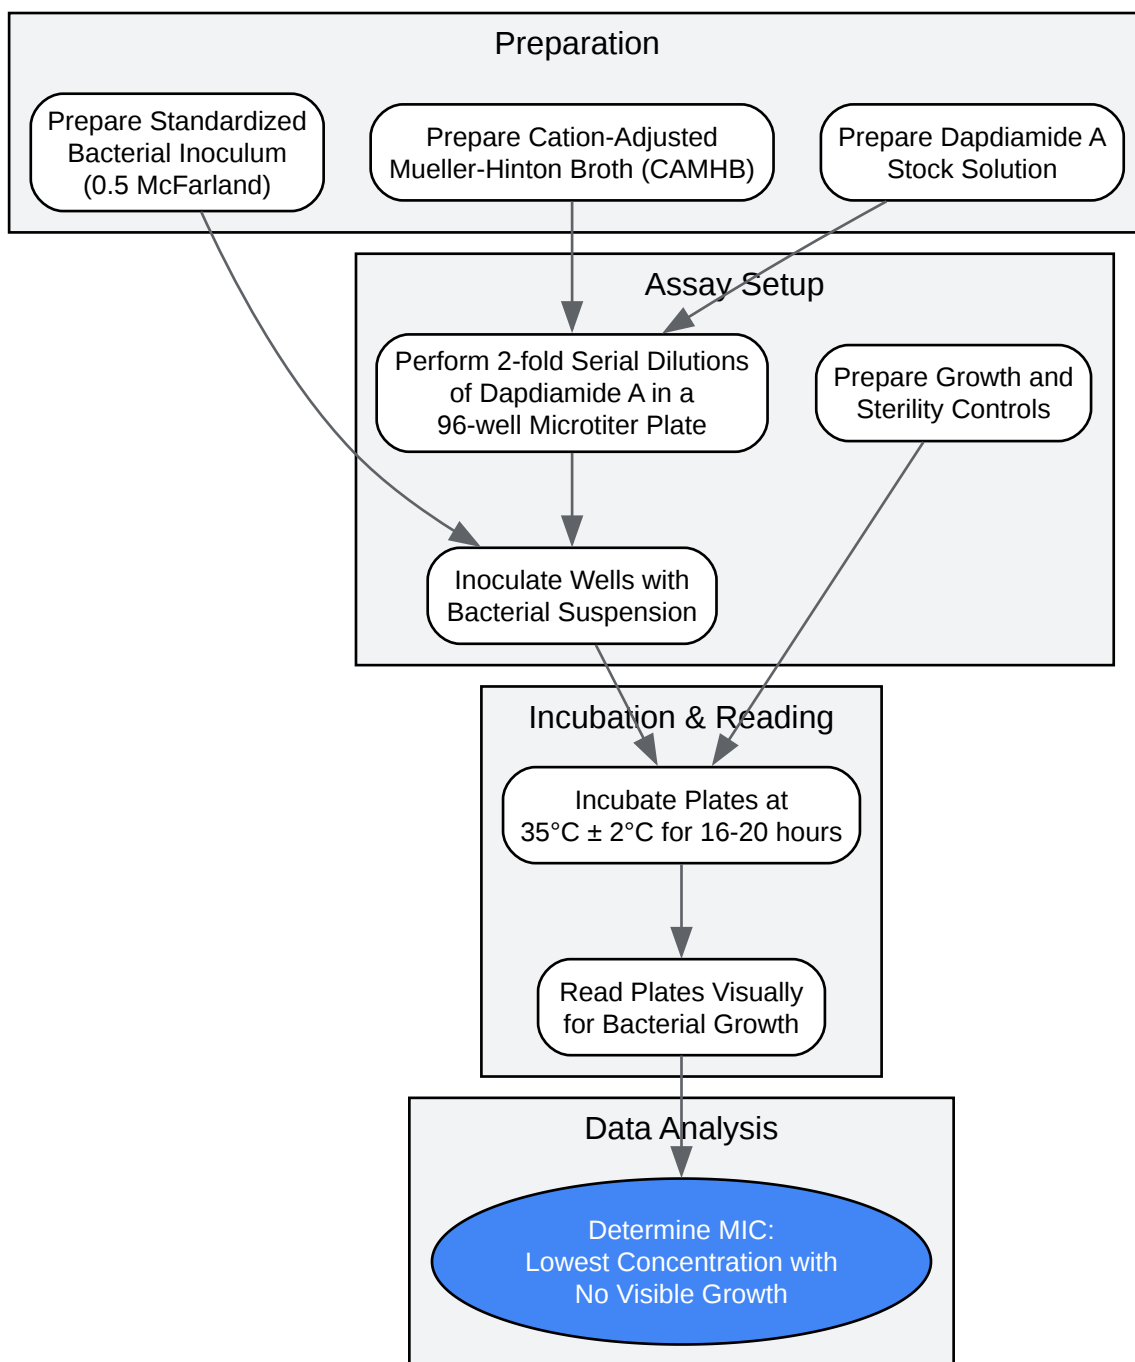 Preparation
Prepare Standardized
Bacterial Inoculum
(0.5 McFarland)
Prepare Cation-Adjusted
Mueller-Hinton Broth (CAMHB)
Prepare Dapdiamide A
Stock Solution
Assay Setup
Perform 2-fold Serial Dilutions
of Dapdiamide A in a
96-well Microtiter Plate
Prepare Growth and
Sterility Controls
Inoculate Wells with
Bacterial Suspension
Incubation & Reading
Incubate Plates at
35°C ± 2°C for 16-20 hours
Read Plates Visually
for Bacterial Growth
Data Analysis
Determine MIC:
Lowest Concentration with
No Visible Growth